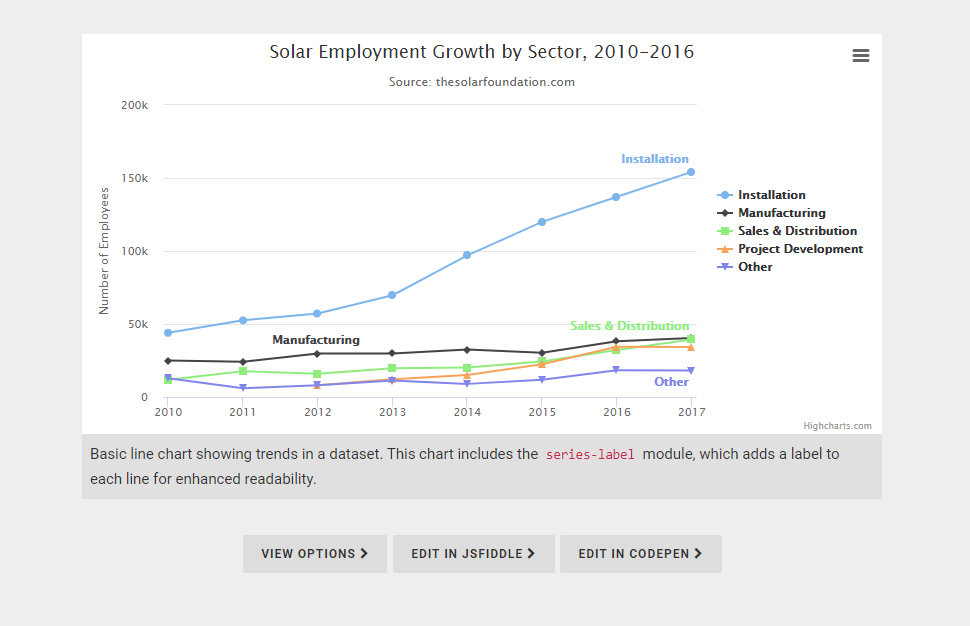 Solar Employment Growth by Sector, 2010-2016
Source: thesolarfoundation.com
Number of Employees
200k
150k
100k
50k
0
Installation
Manufacturing
Sales & Distribution
Other
2010 2011 2012 2013 2014 2015 2016 2017
Installation
Manufacturing
Sales & Distribution
Project Development
Other
Highcharts.com
Basic line chart showing trends in a dataset. This chart includes the series-label module, which adds a label to
each line for enhanced readability.
VIEW OPTIONS EDIT IN JSFIDDLE EDIT IN CODEPEN